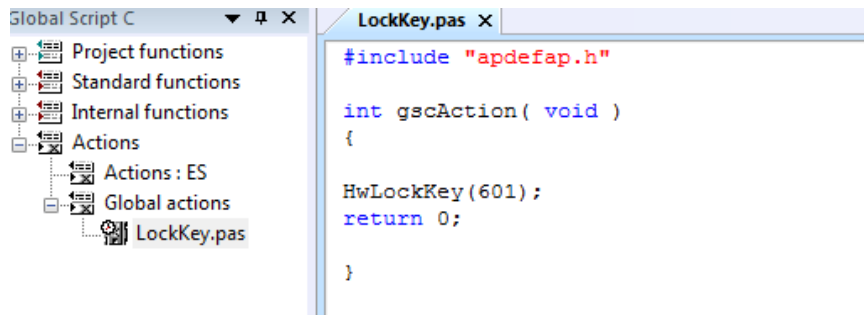 Global Script C
Project functions
Standard functions
Internal functions
Actions
Actions : ES
Global actions
LockKey.pas
LockKey.pas
#include "apdefap.h"
int gscAction( void )
{
HwLockKey(601);
return 0;
}